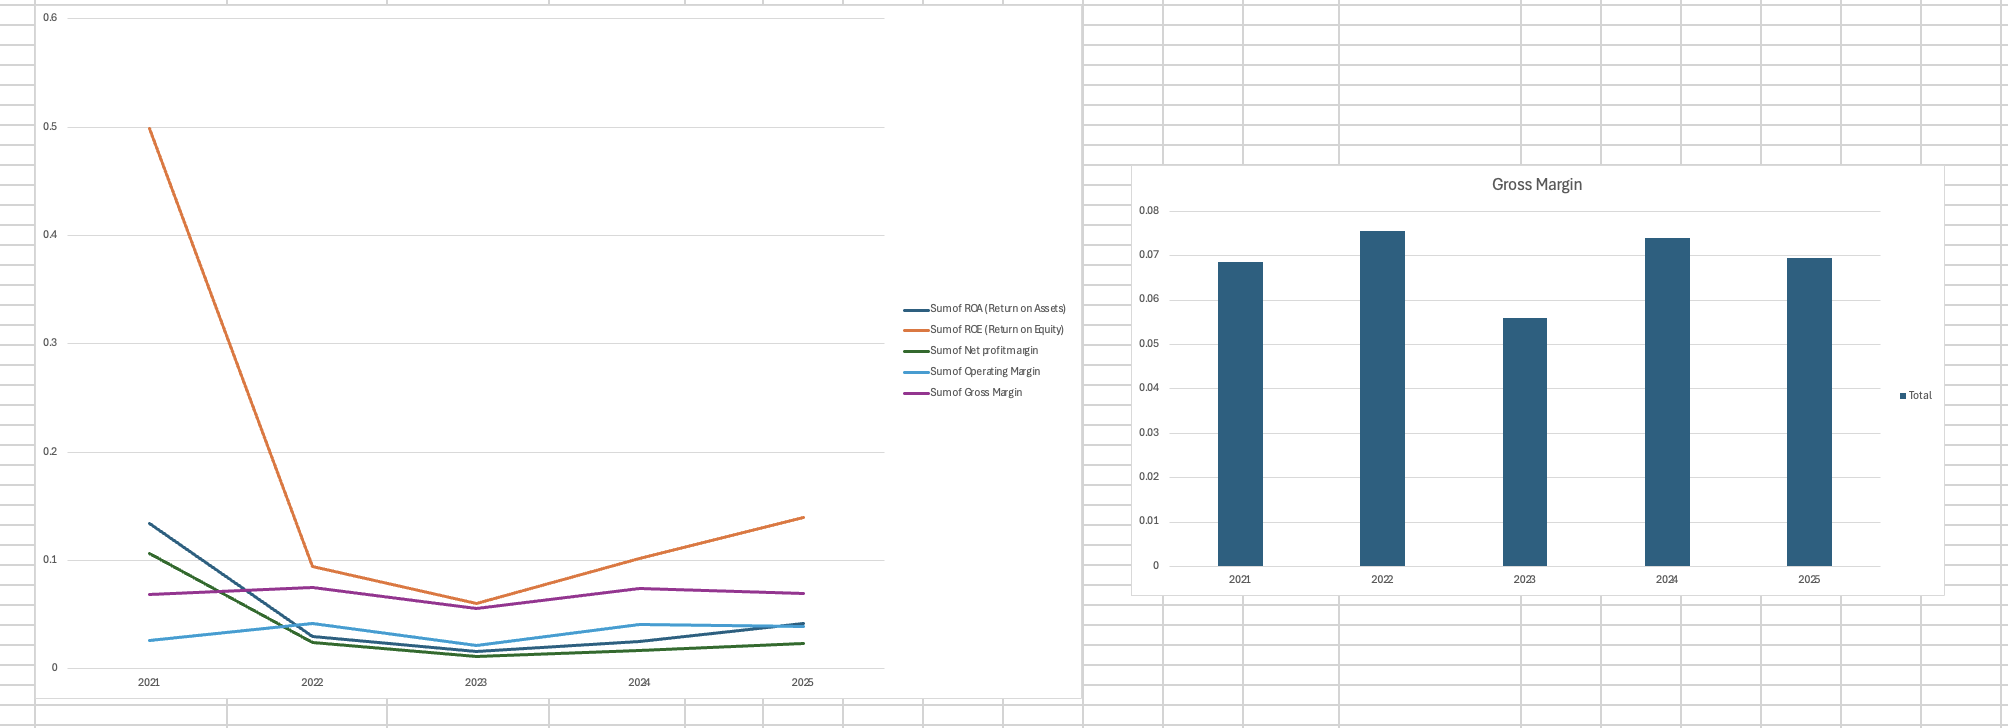 0.6
0.5
0.4
0.3
0.2
0.1
0
2021 2022 2023 2024 2025
Sum of ROA (Return on Assets)
Sum of ROE (Return on Equity)
Sum of Net profit margin
Sum of Operating Margin
Sum of Gross Margin
Gross Margin
0.08
0.07
0.06
0.05
0.04
0.03
0.02
0.01
0
2021 2022 2023 2024 2025
Total